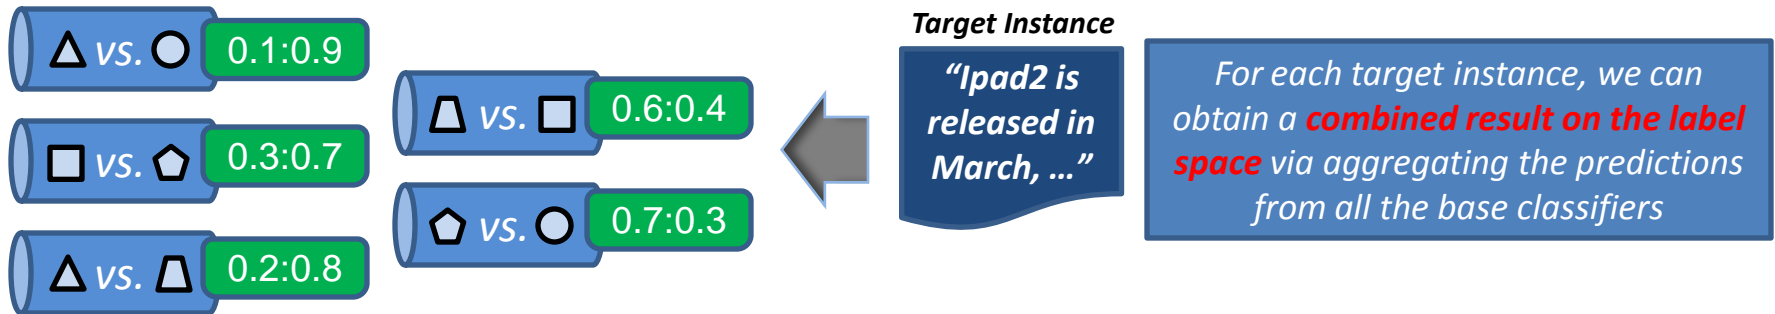 vs. 0.1:0.9
vs. 0.3:0.7
vs. 0.2:0.8
vs. 0.6:0.4
vs. 0.7:0.3
Target Instance
“Ipad2 is
released in
March, …”
For each target instance, we can
obtain a combined result on the label
space via aggregating the predictions
from all the base classifiers